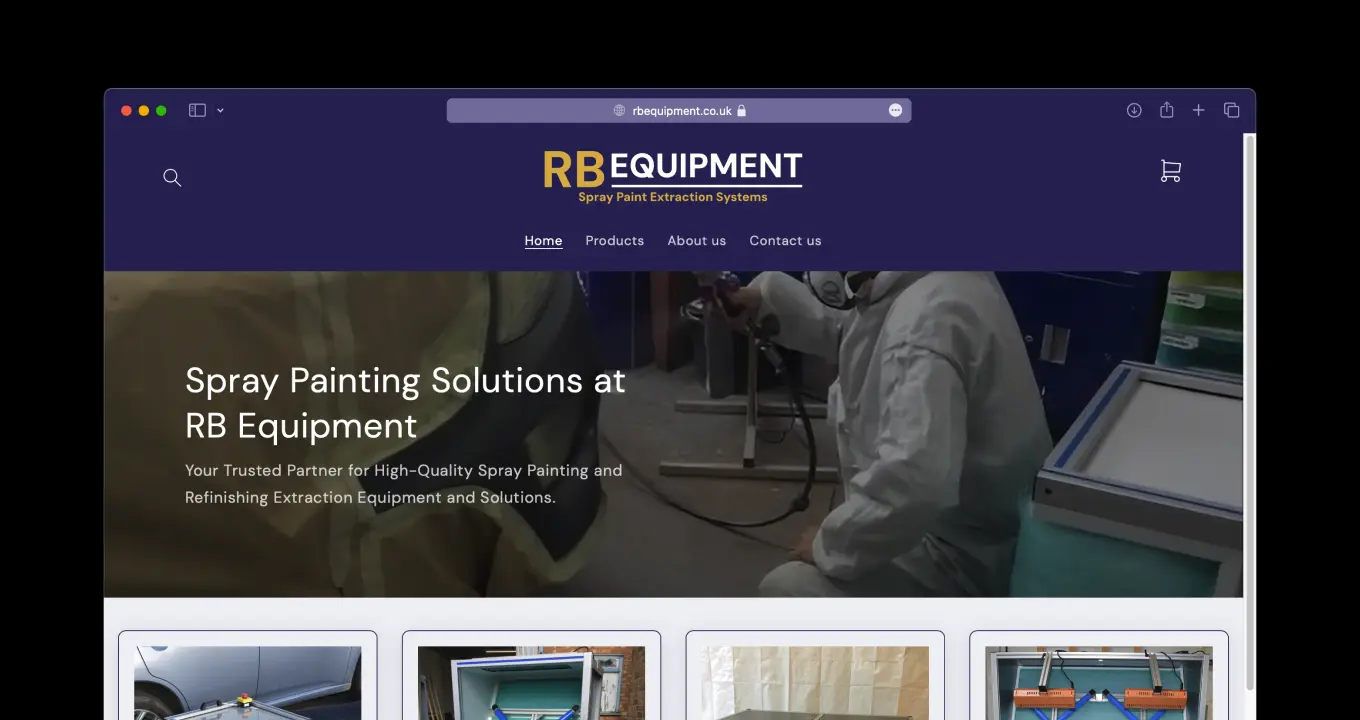 rbequipment.co.uk
RB EQUIPMENT
Spray Paint Extraction Systems
Home Products About us Contact us
Spray Painting Solutions at
RB Equipment
Your Trusted Partner for High-Quality Spray Painting and
Refinishing Extraction Equipment and Solutions.